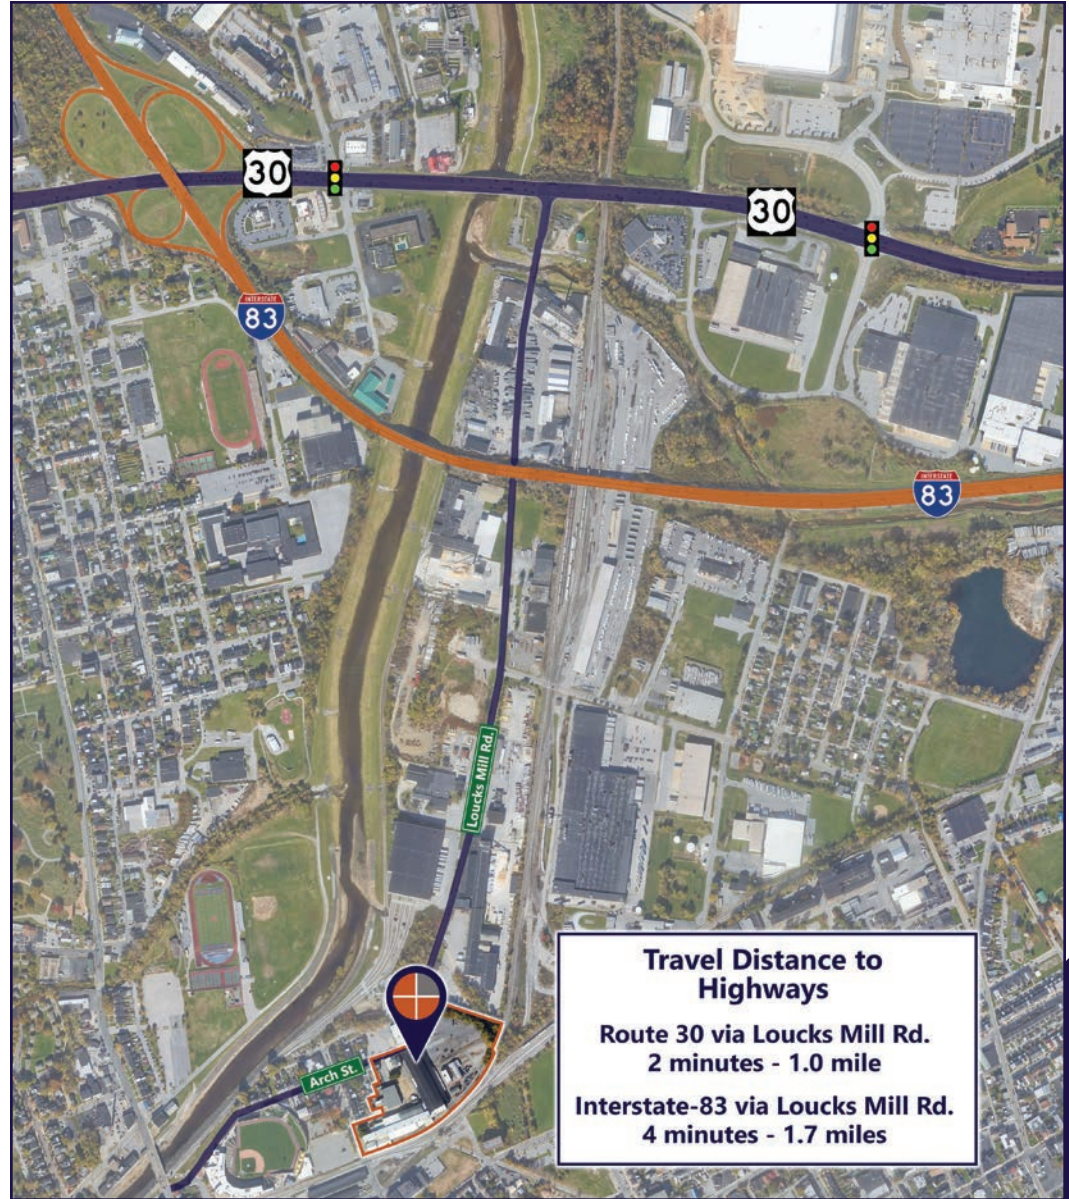 30
30
INTERSTATE
83
INTERSTATE
83
Loucks Mill Rd.
Arch St.
Travel Distance to
Highways
Route 30 via Loucks Mill Rd.
2 minutes - 1.0 mile
Interstate-83 via Loucks Mill Rd.
4 minutes - 1.7 miles